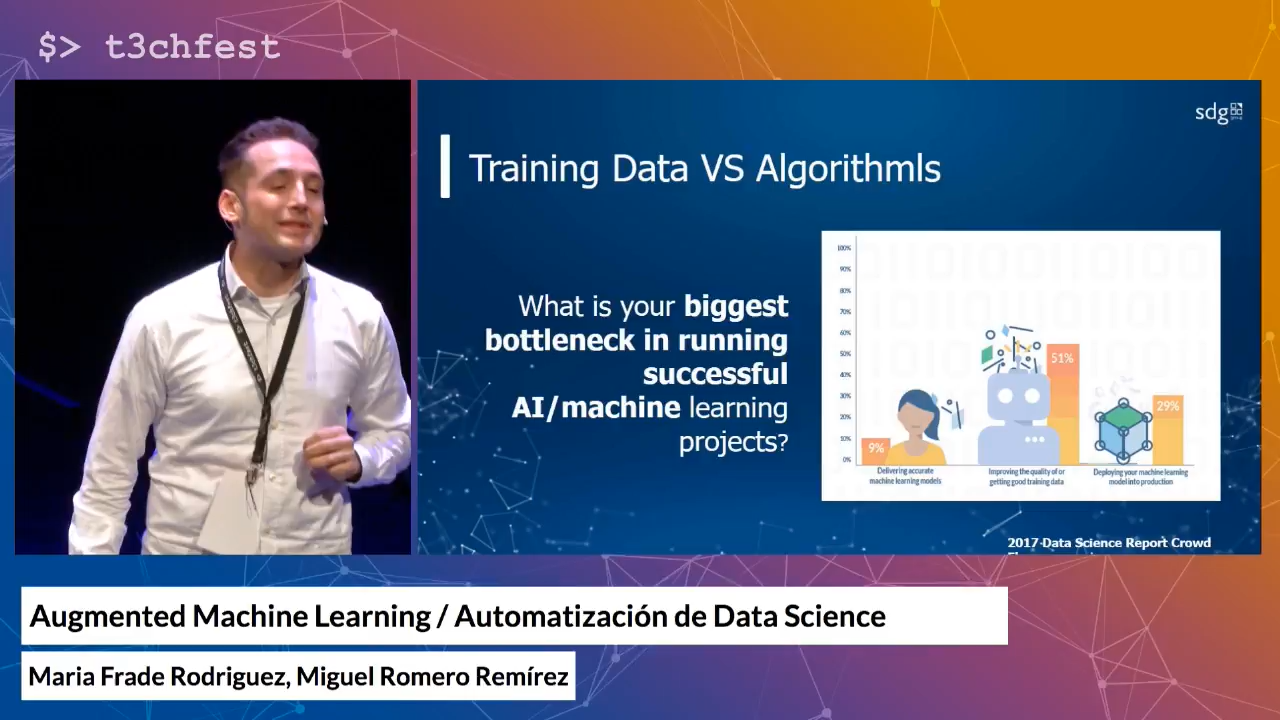 $> t3chfest
sdg
Training Data VS Algorithmls
What is your biggest
bottleneck in running
successful
AI/machine learning
projects?
100%
90%
80%
70%
60%
50%
40%
30%
20%
10%
0%
9%
51%
29%
Delivering accurate
machine learning models
Improving the quality of or
getting good training data
Deploying your machine learning
model into production
2017 Data Science Report Crowd
Augmented Machine Learning / Automatización de Data Science
Maria Frade Rodriguez, Miguel Romero Remírez